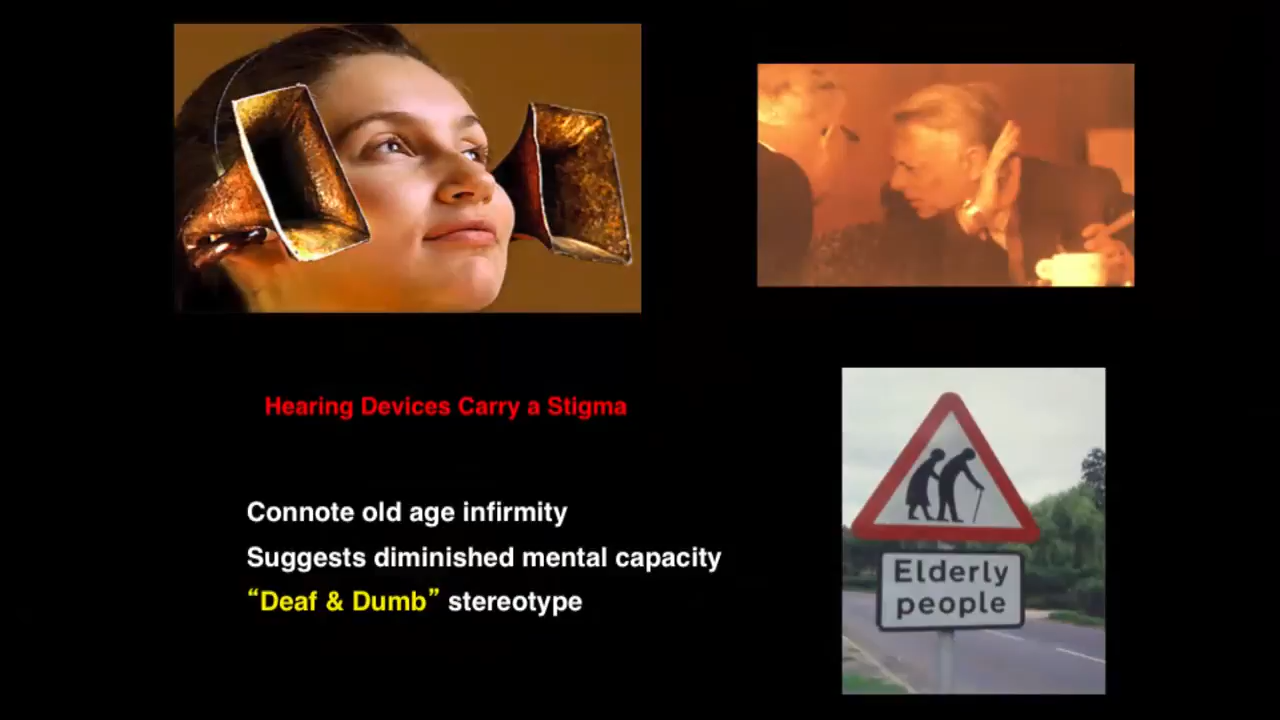 Hearing Devices Carry a Stigma
Connote old age infirmity
Suggests diminished mental capacity
“Deaf & Dumb” stereotype
Elderly
people